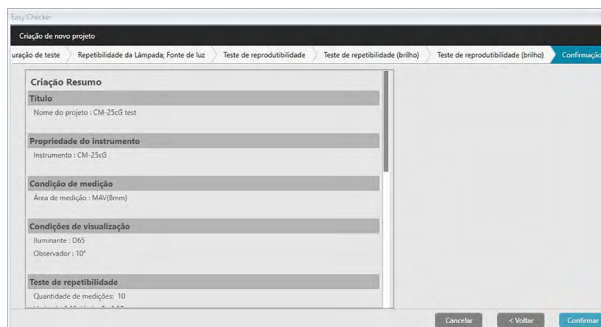 Easy Checker
Criação de novo projeto
uração de teste
Repetibilidade da Lâmpada; Fonte de luz
Teste de reprodutibilidade
Teste de repetibilidade (brilho)
Teste de reprodutibilidade (brilho)
Confirmação
Criação Resumo
Título
Nome do projeto : CM-25cG test
Propriedade do instrumento
Instrumento : CM-25cG
Condição de medição
Área de medição : MAV(8mm)
Condições de visualização
Iluminante : D65
Observador : 10°
Teste de repetibilidade
Quantidade de medições: 10
Cancelar
< Voltar
Confirmar